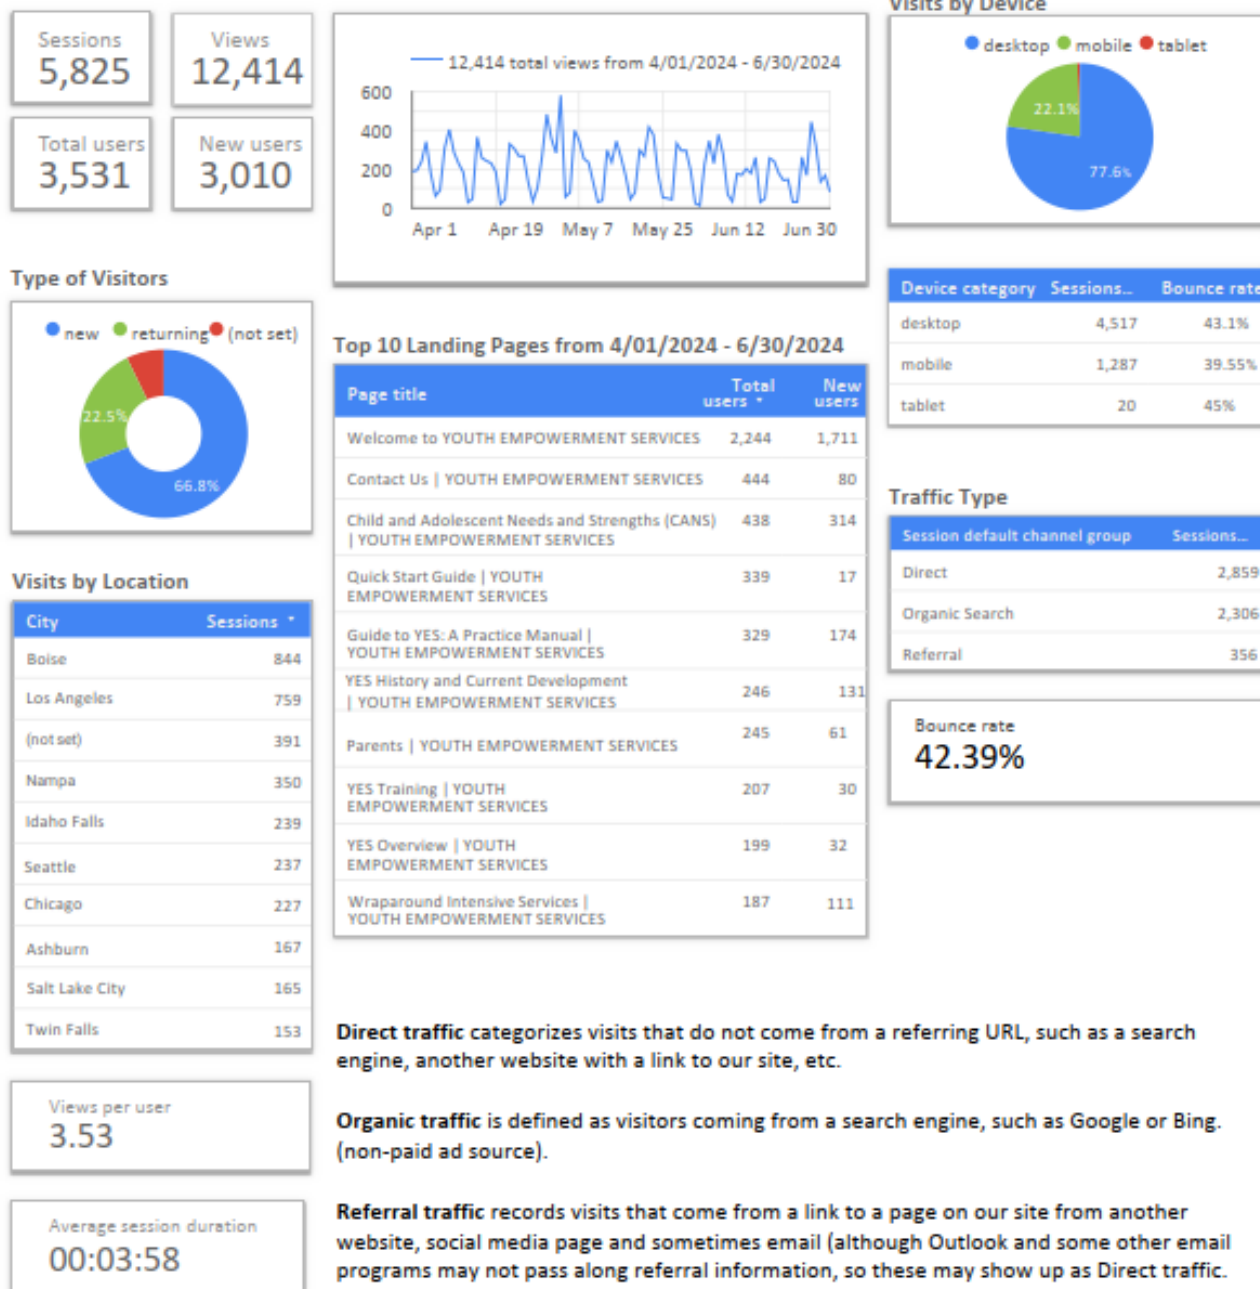 Visits by Device
Sessions
5,825
Views
12,414
Total users
3,531
New users
3,010
12,414 total views from 4/01/2024 - 6/30/2024
600
400
200
0
Apr 1 Apr 19 May 7 May 25 Jun 12 Jun 30
desktop mobile tablet
22.1%
77.6%
Type of Visitors
new returning (not set)
22.5%
66.8%
Device category Sessions... Bounce rate
desktop 4,517 43.1%
mobile 1,287 39.55%
tablet 20 45%
Top 10 Landing Pages from 4/01/2024 - 6/30/2024
Page title Total users New users
Welcome to YOUTH EMPOWERMENT SERVICES 2,244 1,711
Contact Us | YOUTH EMPOWERMENT SERVICES 444 80
Child and Adolescent Needs and Strengths (CANS) 438 314
| YOUTH EMPOWERMENT SERVICES
Quick Start Guide | YOUTH 339 17
EMPOWERMENT SERVICES
Guide to YES: A Practice Manual | 329 174
YOUTH EMPOWERMENT SERVICES
YES History and Current Development 246 131
| YOUTH EMPOWERMENT SERVICES
Parents | YOUTH EMPOWERMENT SERVICES 245 61
YES Training | YOUTH 207 30
EMPOWERMENT SERVICES
YES Overview | YOUTH 199 32
EMPOWERMENT SERVICES
Wraparound Intensive Services | 187 111
YOUTH EMPOWERMENT SERVICES
Traffic Type
Session default channel group Sessions...
Direct 2,859
Organic Search 2,306
Referral 356
Bounce rate
42.39%
Visits by Location
City Sessions
Boise 844
Los Angeles 759
(not set) 391
Nampa 350
Idaho Falls 239
Seattle 237
Chicago 227
Ashburn 167
Salt Lake City 165
Twin Falls 153
Views per user
3.53
Average session duration
00:03:58
Direct traffic categorizes visits that do not come from a referring URL, such as a search
engine, another website with a link to our site, etc.
Organic traffic is defined as visitors coming from a search engine, such as Google or Bing.
(non-paid ad source).
Referral traffic records visits that come from a link to a page on our site from another
website, social media page and sometimes email (although Outlook and some other email
programs may not pass along referral information, so these may show up as Direct traffic.